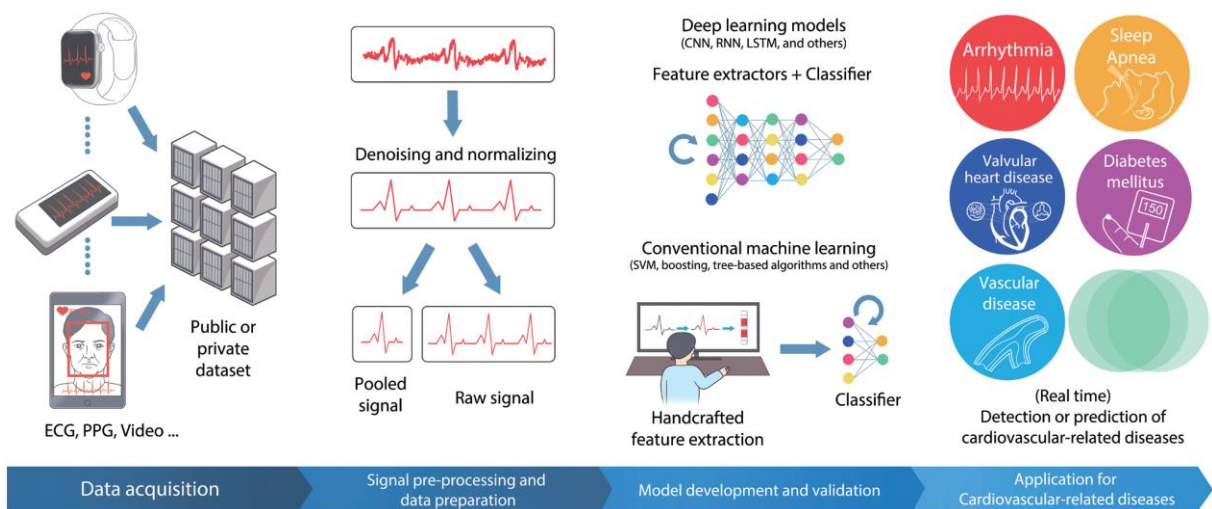 ECG, PPG, Video ...
Public or
private
dataset
Denoising and normalizing
Pooled
signal
Raw signal
Deep learning models
(CNN, RNN, LSTM, and others)
Feature extractors + Classifier
Conventional machine learning
(SVM, boosting, tree-based algorithms and others)
Handcrafted
feature extraction
Classifier
Arrhythmia
Sleep
Apnea
Valvular
heart disease
Diabetes
mellitus
150
Vascular
disease
(Real time)
Detection or prediction of
cardiovascular-related diseases
Data acquisition
Signal pre-processing and
data preparation
Model development and validation
Application for
Cardiovascular-related diseases